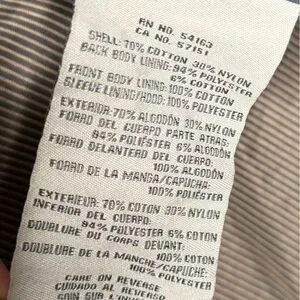 RN NO. 54163
CA NO. 57151
SHELL: 70% COTTON 30% NYLON
BACK BODY LINING: 94% POLYESTER
6% COTTON
FRONT BODY LINING: 100% COTTON
SLEEVE LINING/HOOD: 100% POLYESTER
EXTERIOR: 70% ALGODÓN 30% NYLON
FORRO DEL CUERPO PARTE ATRAS:
94% POLIÉSTER 6% ALGODÓN
FORRO DELANTERO DEL CUERPO:
100% ALGODÓN
FORRO DE LA MANGA/CAPUCHA:
100% POLIÉSTER
EXTERIEUR: 70% COTON 30% NYLON
INFERIOR DEL CUERPO:
94% POLYESTER 6% COTON
DOUBLURE DU CORPS DEVANT:
100% COTON
DOUBLURE DE LA MANCHE/CAPUCHE:
100% POLYESTER
CARE ON REVERSE
CUIDADO AL REVERSO
SOIN SUR L'INVERSE